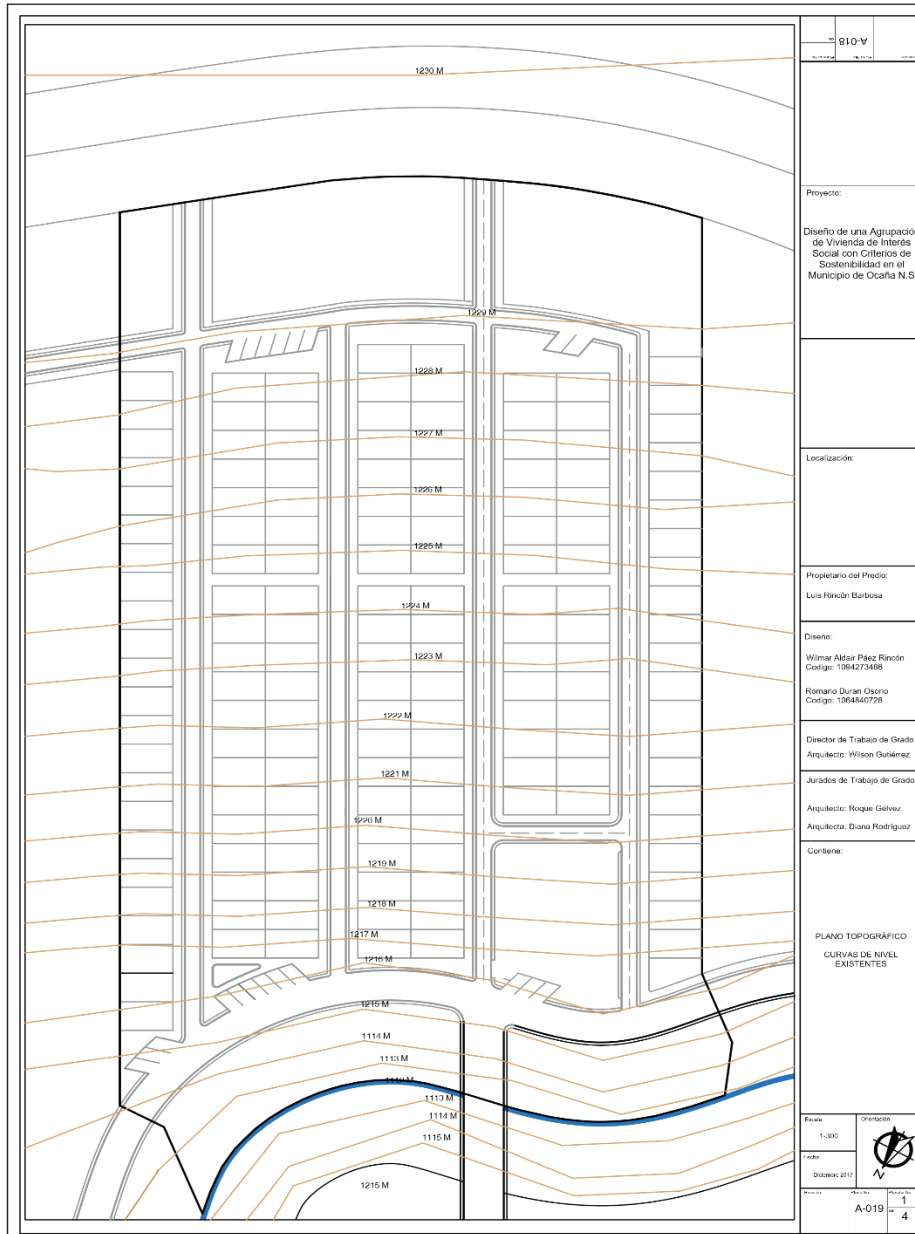 A-018
1230 M
Proyecto:
Diseño de una Agrupació
de Vivienda de Interés
Social con Criterios de
Sostenibilidad en el
Municipio de Ocaña N.S
1229 M
1228 M
1227 M
Localización:
1226 M
1225 M
Propietario del Predio:
Luis Rincón Barbosa
1224 M
Diseño:
1223 M
Wilmar Aldair Páez Rincón
Codigo: 1094273486
Romario Duran Osorio
Codigo: 1064840728
1222 M
Director de Trabajo de Grado
Arquitecto: Wilson Gutiérrez
1221 M
Jurados de Trabajo de Grado
Arquitecto: Roque Gélvez
1220 M
Arquitecta: Diana Rodríguez
Contiene:
1219 M
1218 M
1217 M
PLANO TOPOGRÁFICO
CURVAS DE NIVEL
EXISTENTES
1216 M
1215 M
1114 M
1113 M
1113 M
1114 M
1115 M
Escala
Orientación
1-300
Fecha
Diciembre 2017
N
1215 M
A-019
1
4